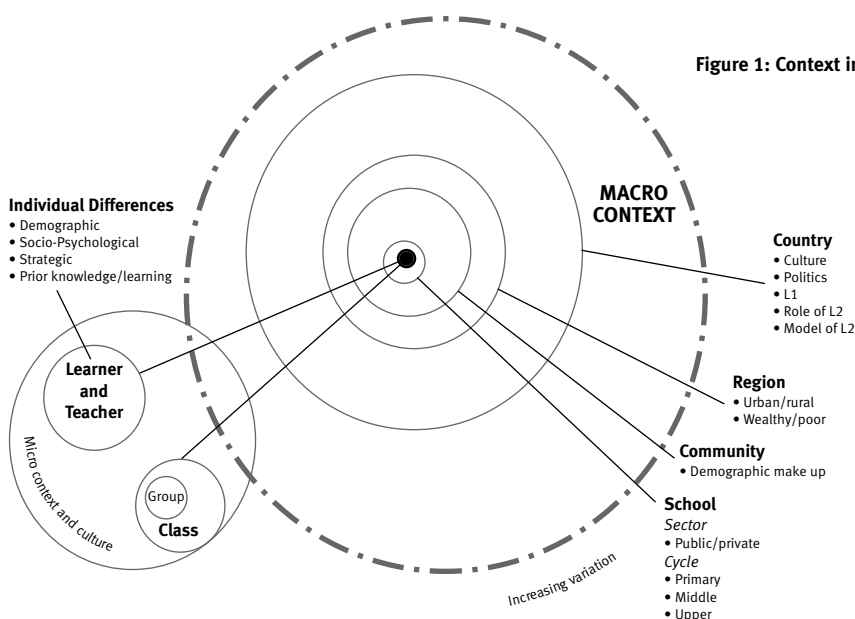 Figure 1: Context in
MACRO
CONTEXT
Individual Differences
• Demographic
• Socio-Psychological
• Strategic
• Prior knowledge/learning
Country
• Culture
• Politics
• L1
• Role of L2
• Model of L2
Learner
and
Teacher
Region
• Urban/rural
• Wealthy/poor
Community
• Demographic make up
Micro context and culture
Group
Class
School
Sector
• Public/private
Cycle
• Primary
• Middle
• Upper
Increasing variation